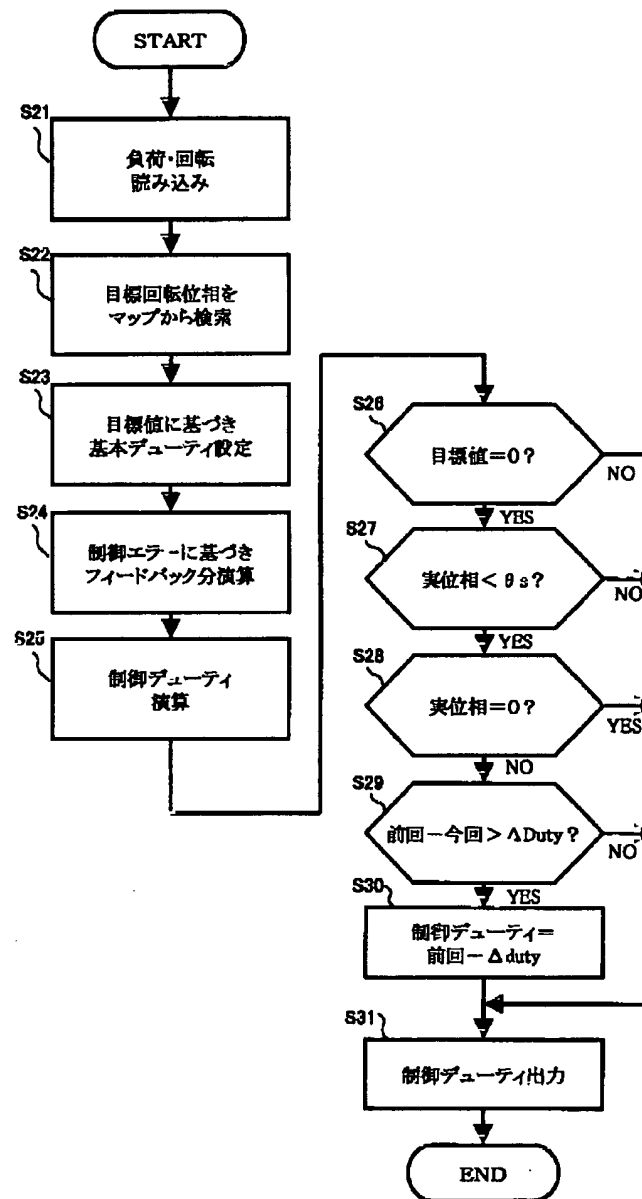 START
S21
負荷・回転
読み込み
S22
目標回転位相を
マップから検索
S23
目標値に基づき
基本デューティ設定
S24
制御エラーに基づき
フィードバック分演算
S25
制御デューティ
演算
S26
目標値=0?
NO
YES
S27
実位相<θs?
NO
YES
S28
実位相=0?
YES
NO
S29
前回−今回>ΔDuty?
NO
YES
S30
制御デューティ=
前回−Δduty
S31
制御デューティ出力
END